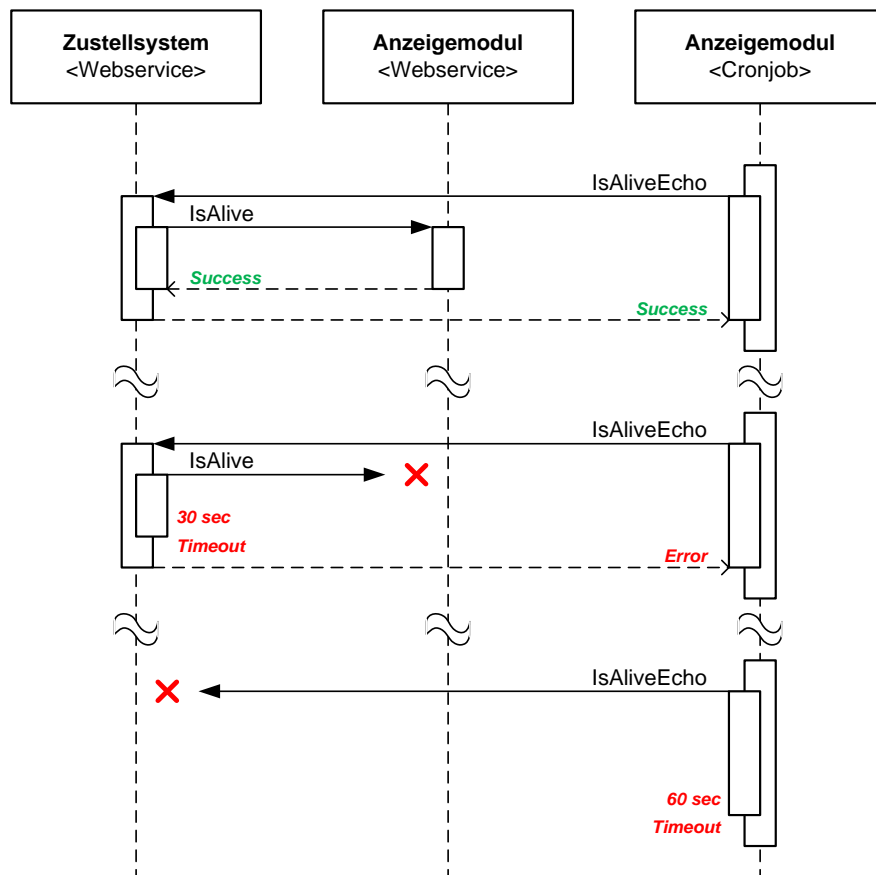 Zustellsystem
<Webservice>
Anzeigemodul
<Webservice>
Anzeigemodul
<Cronjob>
IsAliveEcho
IsAlive
Success
Success
IsAliveEcho
IsAlive
30 sec
Timeout
Error
IsAliveEcho
60 sec
Timeout